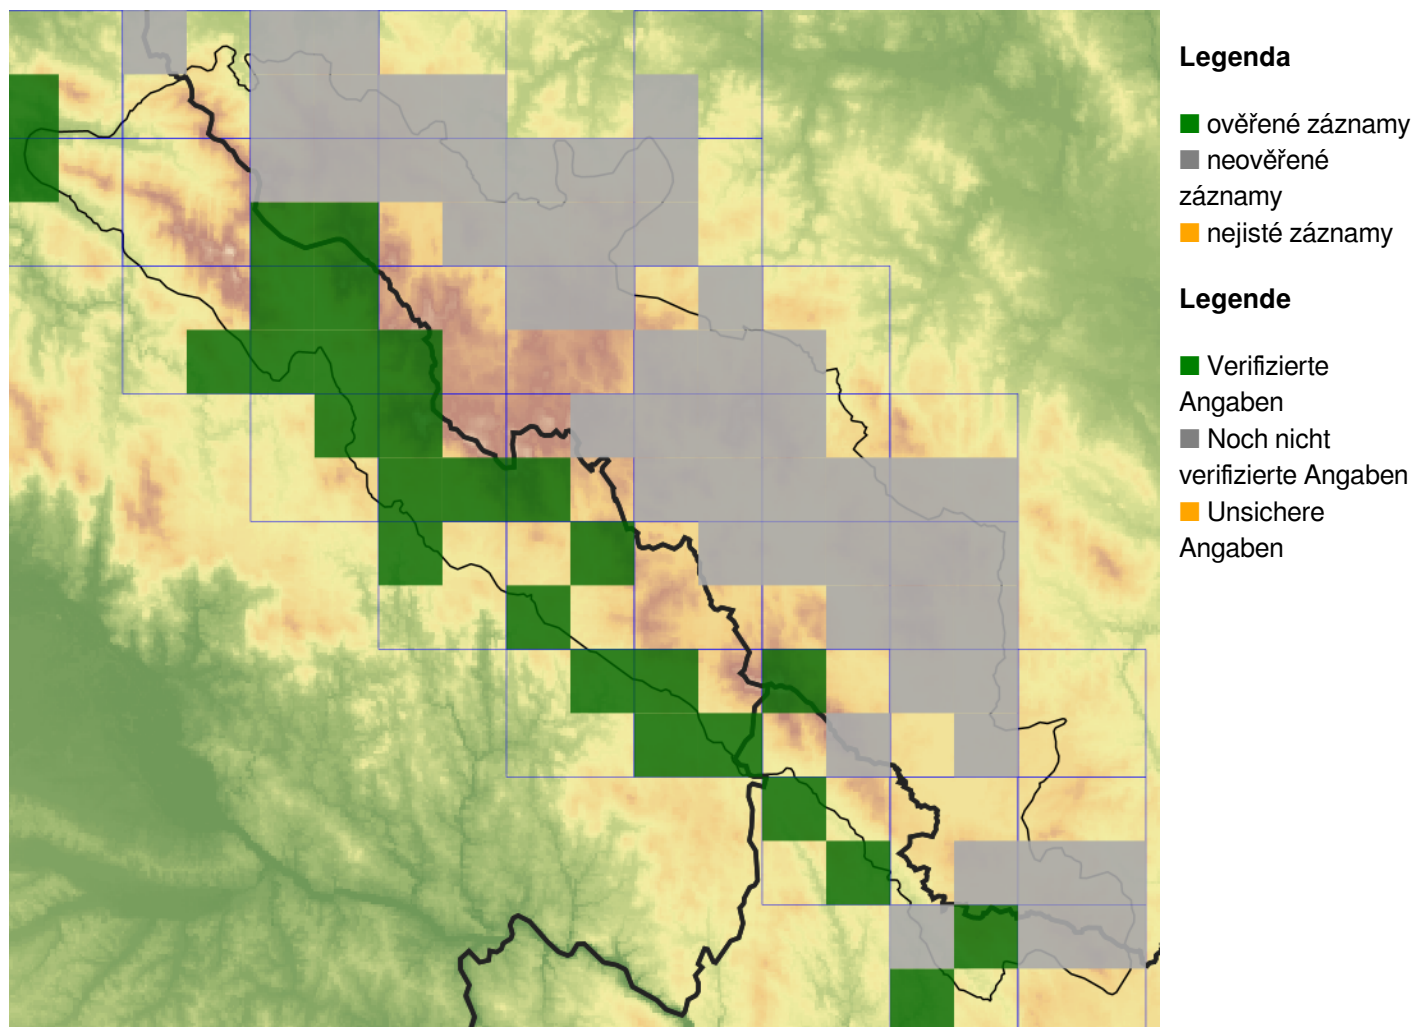 Legenda
ověřené záznamy
neověřené
záznamy
nejisté záznamy
Legende
Verifizierte
Angaben
Noch nicht
verifizierte Angaben
Unsichere
Angaben